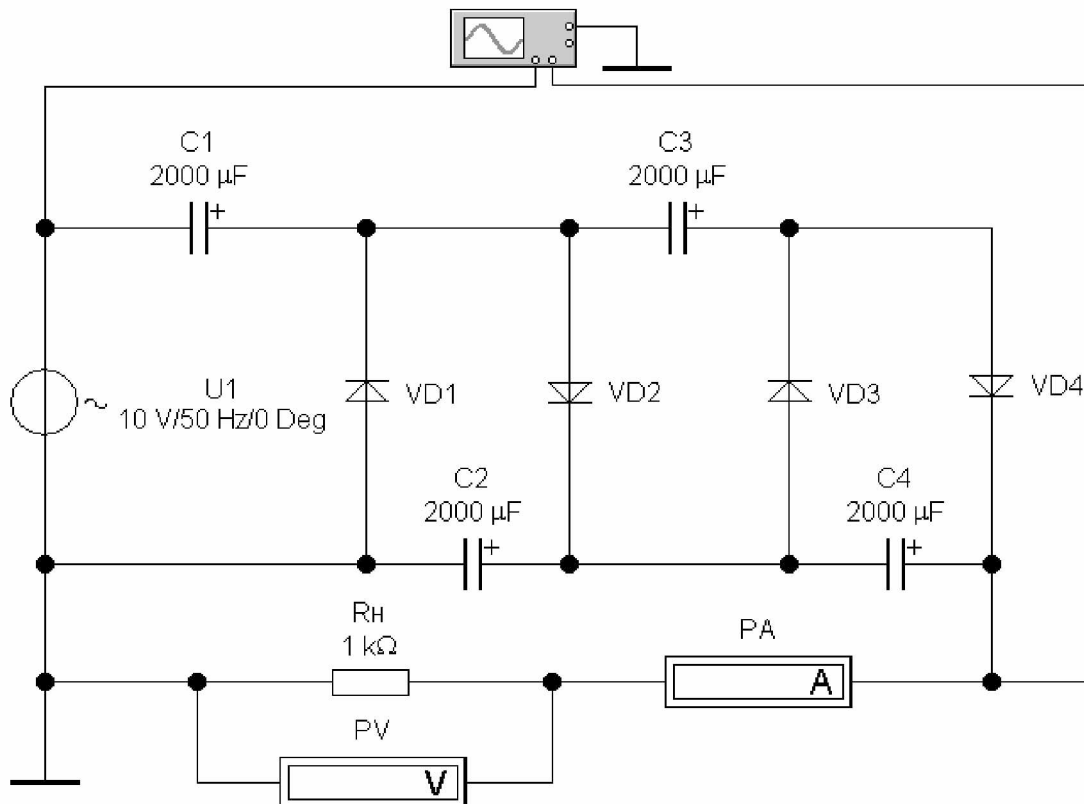 C1
2000 µF
+
C3
2000 µF
+
U1
10 V/50 Hz/0 Deg
VD1
VD2
VD3
VD4
C2
2000 µF
+
C4
2000 µF
+
Rн
1 kΩ
PA
A
PV
V